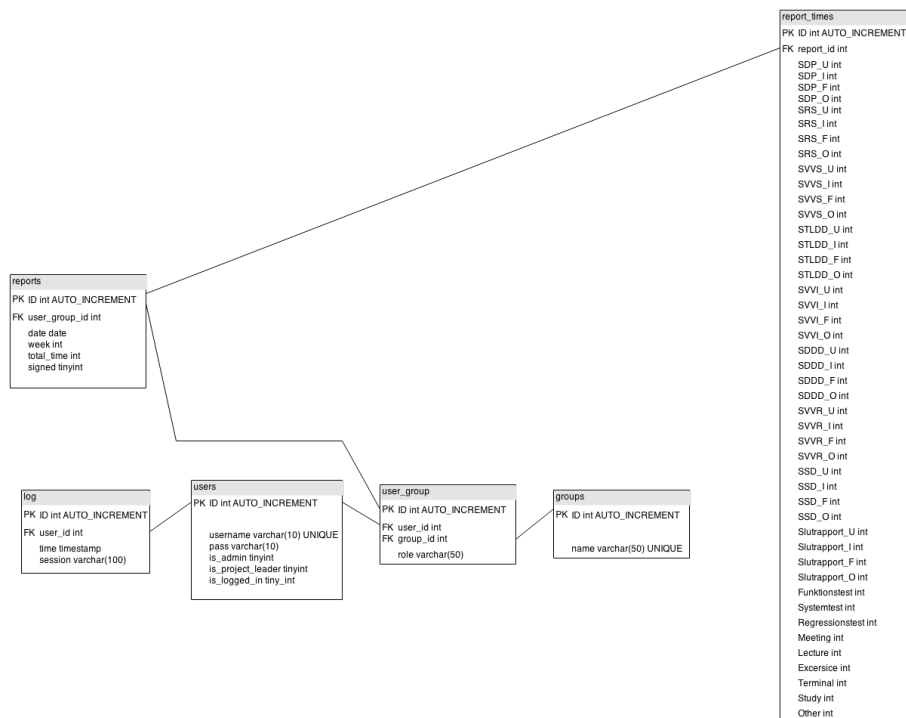 report_times
PK ID int AUTO_INCREMENT
FK report_id int
SDP_U int
SDP_I int
SDP_F int
SDP_O int
SRS_U int
SRS_I int
SRS_F int
SRS_O int
SVVS_U int
SVVS_I int
SVVS_F int
SVVS_O int
STLDD_U int
STLDD_I int
STLDD_F int
STLDD_O int
SVVI_U int
SVVI_I int
SVVI_F int
SVVI_O int
SDDD_U int
SDDD_I int
SDDD_F int
SDDD_O int
SVVR_U int
SVVR_I int
SVVR_F int
SVVR_O int
SSD_U int
SSD_I int
SSD_F int
SSD_O int
Slutrapport_U int
Slutrapport_I int
Slutrapport_F int
Slutrapport_O int
Funktionstest int
Systemtest int
Regressionstest int
Meeting int
Lecture int
Excersice int
Terminal int
Study int
Other int
reports
PK ID int AUTO_INCREMENT
FK user_group_id int
date date
week int
total_time int
signed tinyint
log
PK ID int AUTO_INCREMENT
FK user_id int
time timestamp
session varchar(100)
users
PK ID int AUTO_INCREMENT
username varchar(10) UNIQUE
pass varchar(10)
is_admin tinyint
is_project_leader tinyint
is_logged_in tiny_int
user_group
PK ID int AUTO_INCREMENT
FK user_id int
FK group_id int
role varchar(50)
groups
PK ID int AUTO_INCREMENT
name varchar(50) UNIQUE